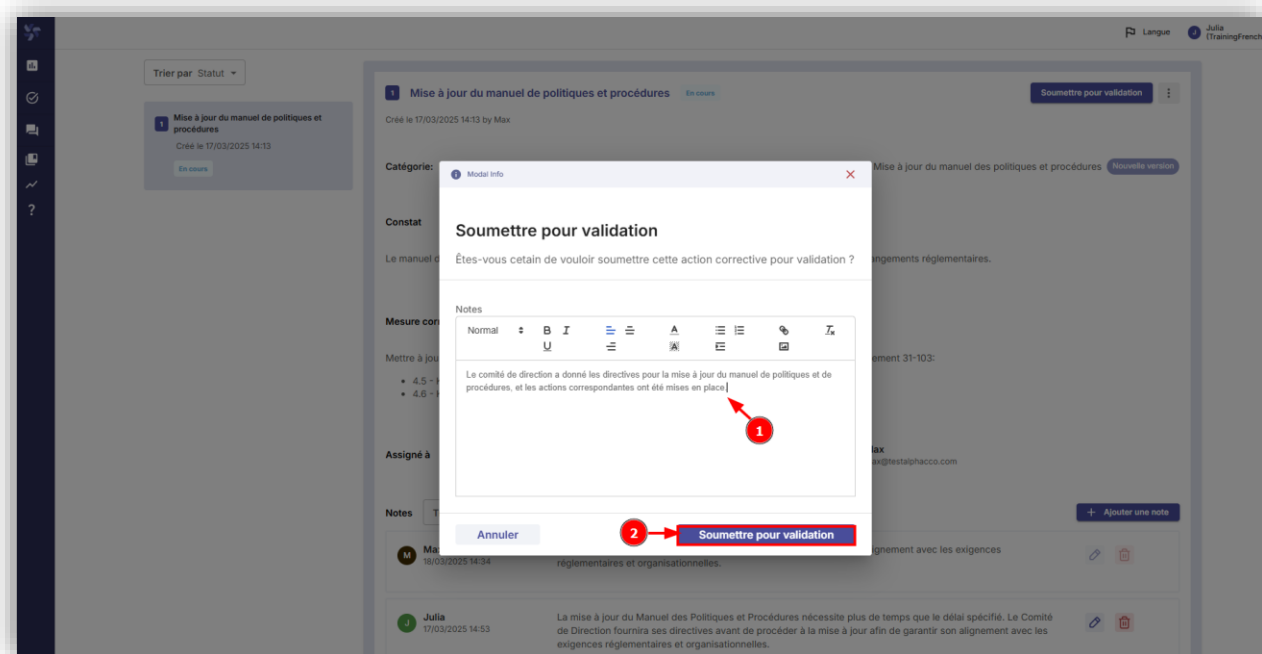 Langue
J
Julia
(TrainingFrench
Trier par Statut
1
Mise à jour du manuel de politiques et
procédures
Créé le 17/03/2025 14:13
En cours
1 Mise à jour du manuel de politiques et procédures En cours
Soumettre pour validation
Créé le 17/03/2025 14:13 by Max
Catégorie:
Mise à jour du manuel des politiques et procédures Nouvelle version
Constat
Le manuel
angements réglementaires.
Mesure
Mettre à jou
ement 31-103:
• 4.5 -
• 4.6 -
Assigné à
ax@testalphacco.com
Modal Info
Soumettre pour validation
Êtes-vous cetain de vouloir soumettre cette action corrective pour validation ?
Notes
Normal B I
U
Le comité de direction a donné les directives pour la mise à jour du manuel de politiques et de
procédures, et les actions correspondantes ont été mises en place.
1
Annuler
2
Soumettre pour validation
Notes
+ Ajouter une note
M
18/03/2025 14:34
ignement avec les exigences
réglementaires et organisationnelles.
J
Julia
17/03/2025 14:53
La mise à jour du Manuel des Politiques et Procédures nécessite plus de temps que le délai spécifié. Le Comité
de Direction fournira ses directives avant de procéder à la mise à jour afin de garantir son alignement avec les
exigences réglementaires et organisationnelles.
?